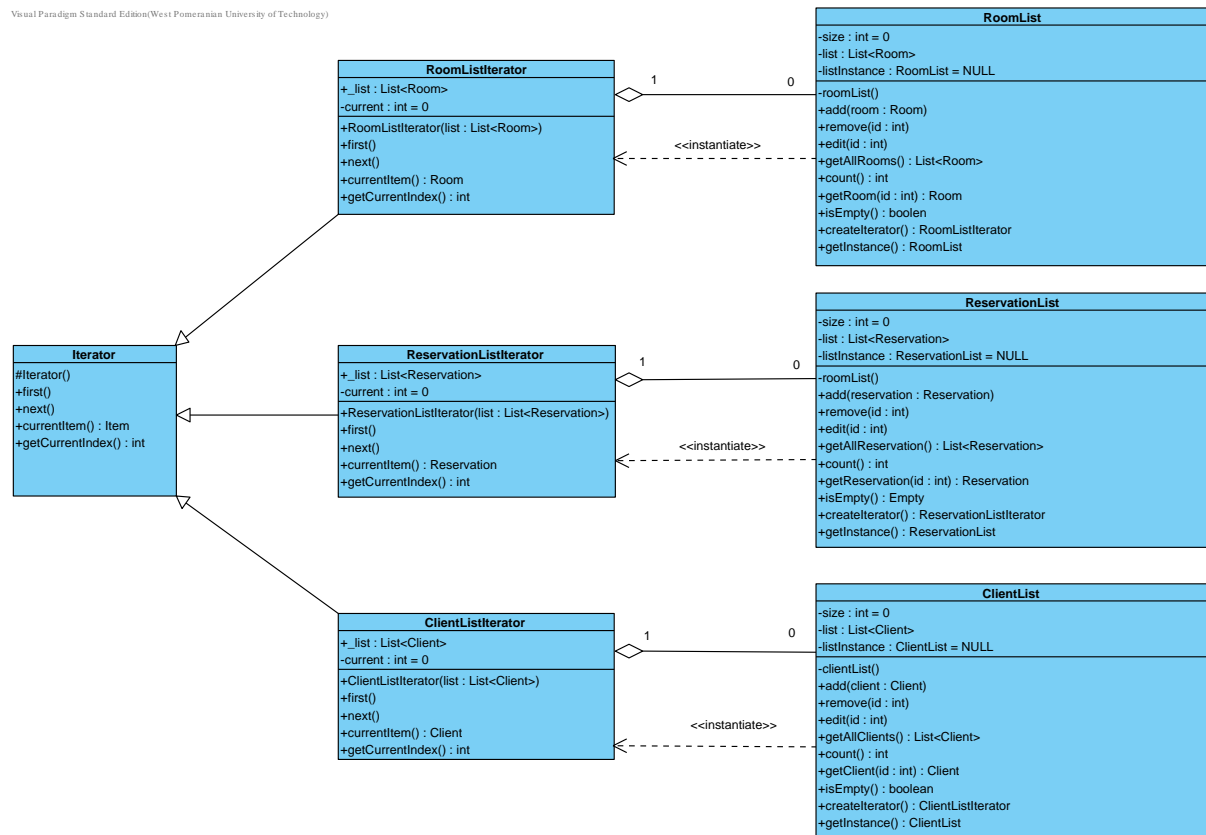 Visual Paradigm Standard Edition(West Pomeranian University of Technology)
RoomListIterator
+_list : List<Room>
-current : int = 0
+RoomListIterator(list : List<Room>)
+first()
+next()
+currentItem() : Room
+getCurrentIndex() : int
1
0
<<instantiate>>
RoomList
-size : int = 0
-list : List<Room>
-listInstance : RoomList = NULL
-roomList()
+add(room : Room)
+remove(id : int)
+edit(id : int)
+getAllRooms() : List<Room>
+count() : int
+getRoom(id : int) : Room
+isEmpty() : boolen
+createIterator() : RoomListIterator
+getInstance() : RoomList
Iterator
#Iterator()
+first()
+next()
+currentItem() : Item
+getCurrentIndex() : int
ReservationListIterator
+_list : List<Reservation>
-current : int = 0
+ReservationListIterator(list : List<Reservation>)
+first()
+next()
+currentItem() : Reservation
+getCurrentIndex() : int
1
0
<<instantiate>>
ReservationList
-size : int = 0
-list : List<Reservation>
-listInstance : ReservationList = NULL
-roomList()
+add(reservation : Reservation)
+remove(id : int)
+edit(id : int)
+getAllReservation() : List<Reservation>
+count() : int
+getReservation(id : int) : Reservation
+isEmpty() : Empty
+createIterator() : ReservationListIterator
+getInstance() : ReservationList
ClientListIterator
+_list : List<Client>
-current : int = 0
+ClientListIterator(list : List<Client>)
+first()
+next()
+currentItem() : Client
+getCurrentIndex() : int
1
0
<<instantiate>>
ClientList
-size : int = 0
-list : List<Client>
-listInstance : ClientList = NULL
-clientList()
+add(client : Client)
+remove(id : int)
+edit(id : int)
+getAllClients() : List<Client>
+count() : int
+getClient(id : int) : Client
+isEmpty() : boolean
+createIterator() : ClientListIterator
+getInstance() : ClientList